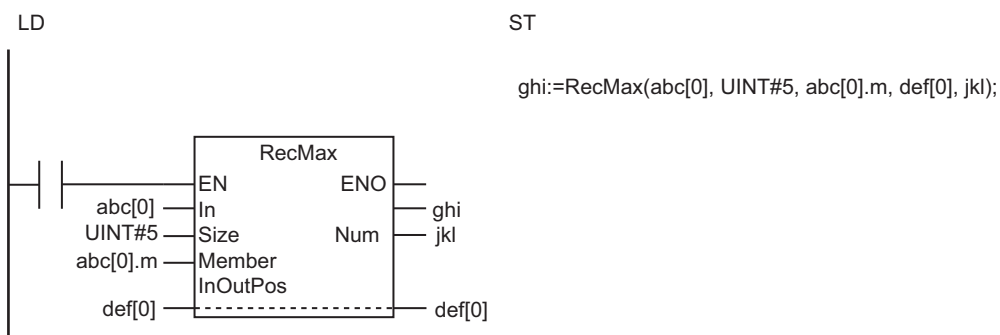 LD
ST
ghi:=RecMax(abc[0], UINT#5, abc[0].m, def[0], jkl);
RecMax
EN ENO
abc[0] In ghi
UINT#5 Size Num jkl
abc[0].m Member
InOutPos
def[0] def[0]